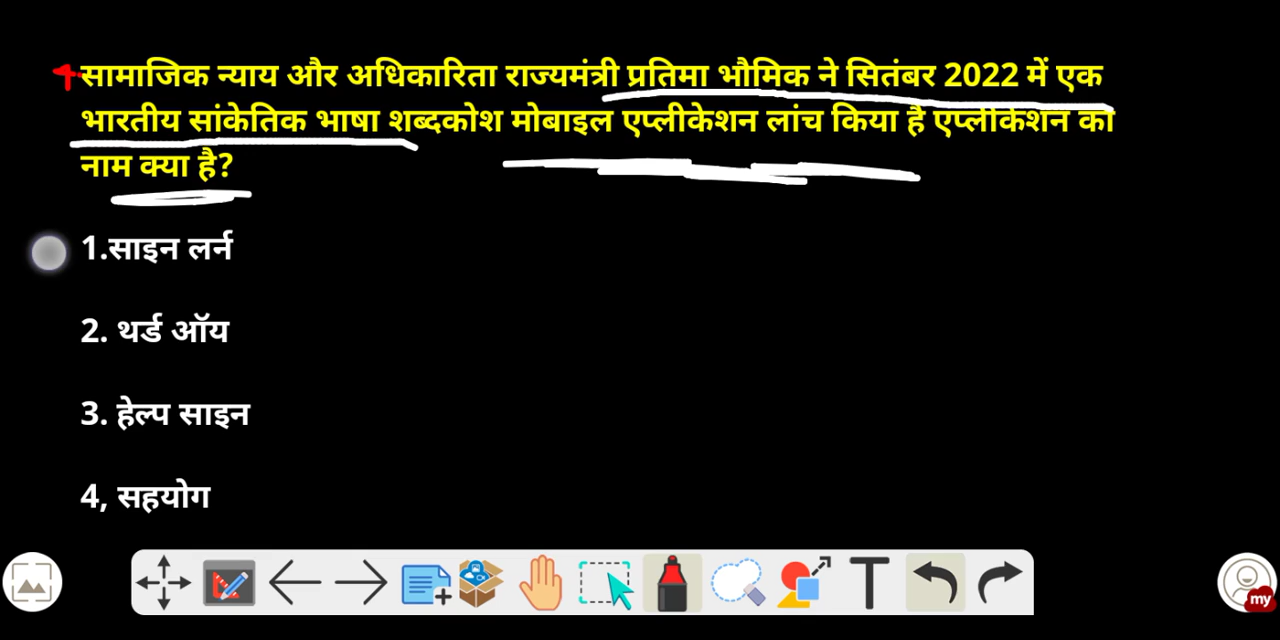 सामाजिक न्याय और अधिकारिता राज्यमंत्री प्रतिमा भौमिक ने सितंबर 2022 में एक
भारतीय सांकेतिक भाषा शब्दकोश मोबाइल एप्लीकेशन लांच किया है एप्लीकेशन का
नाम क्या है?
1.साइन लर्न
2. थर्ड ऑय
3. हेल्प साइन
4, सहयोग
T
my